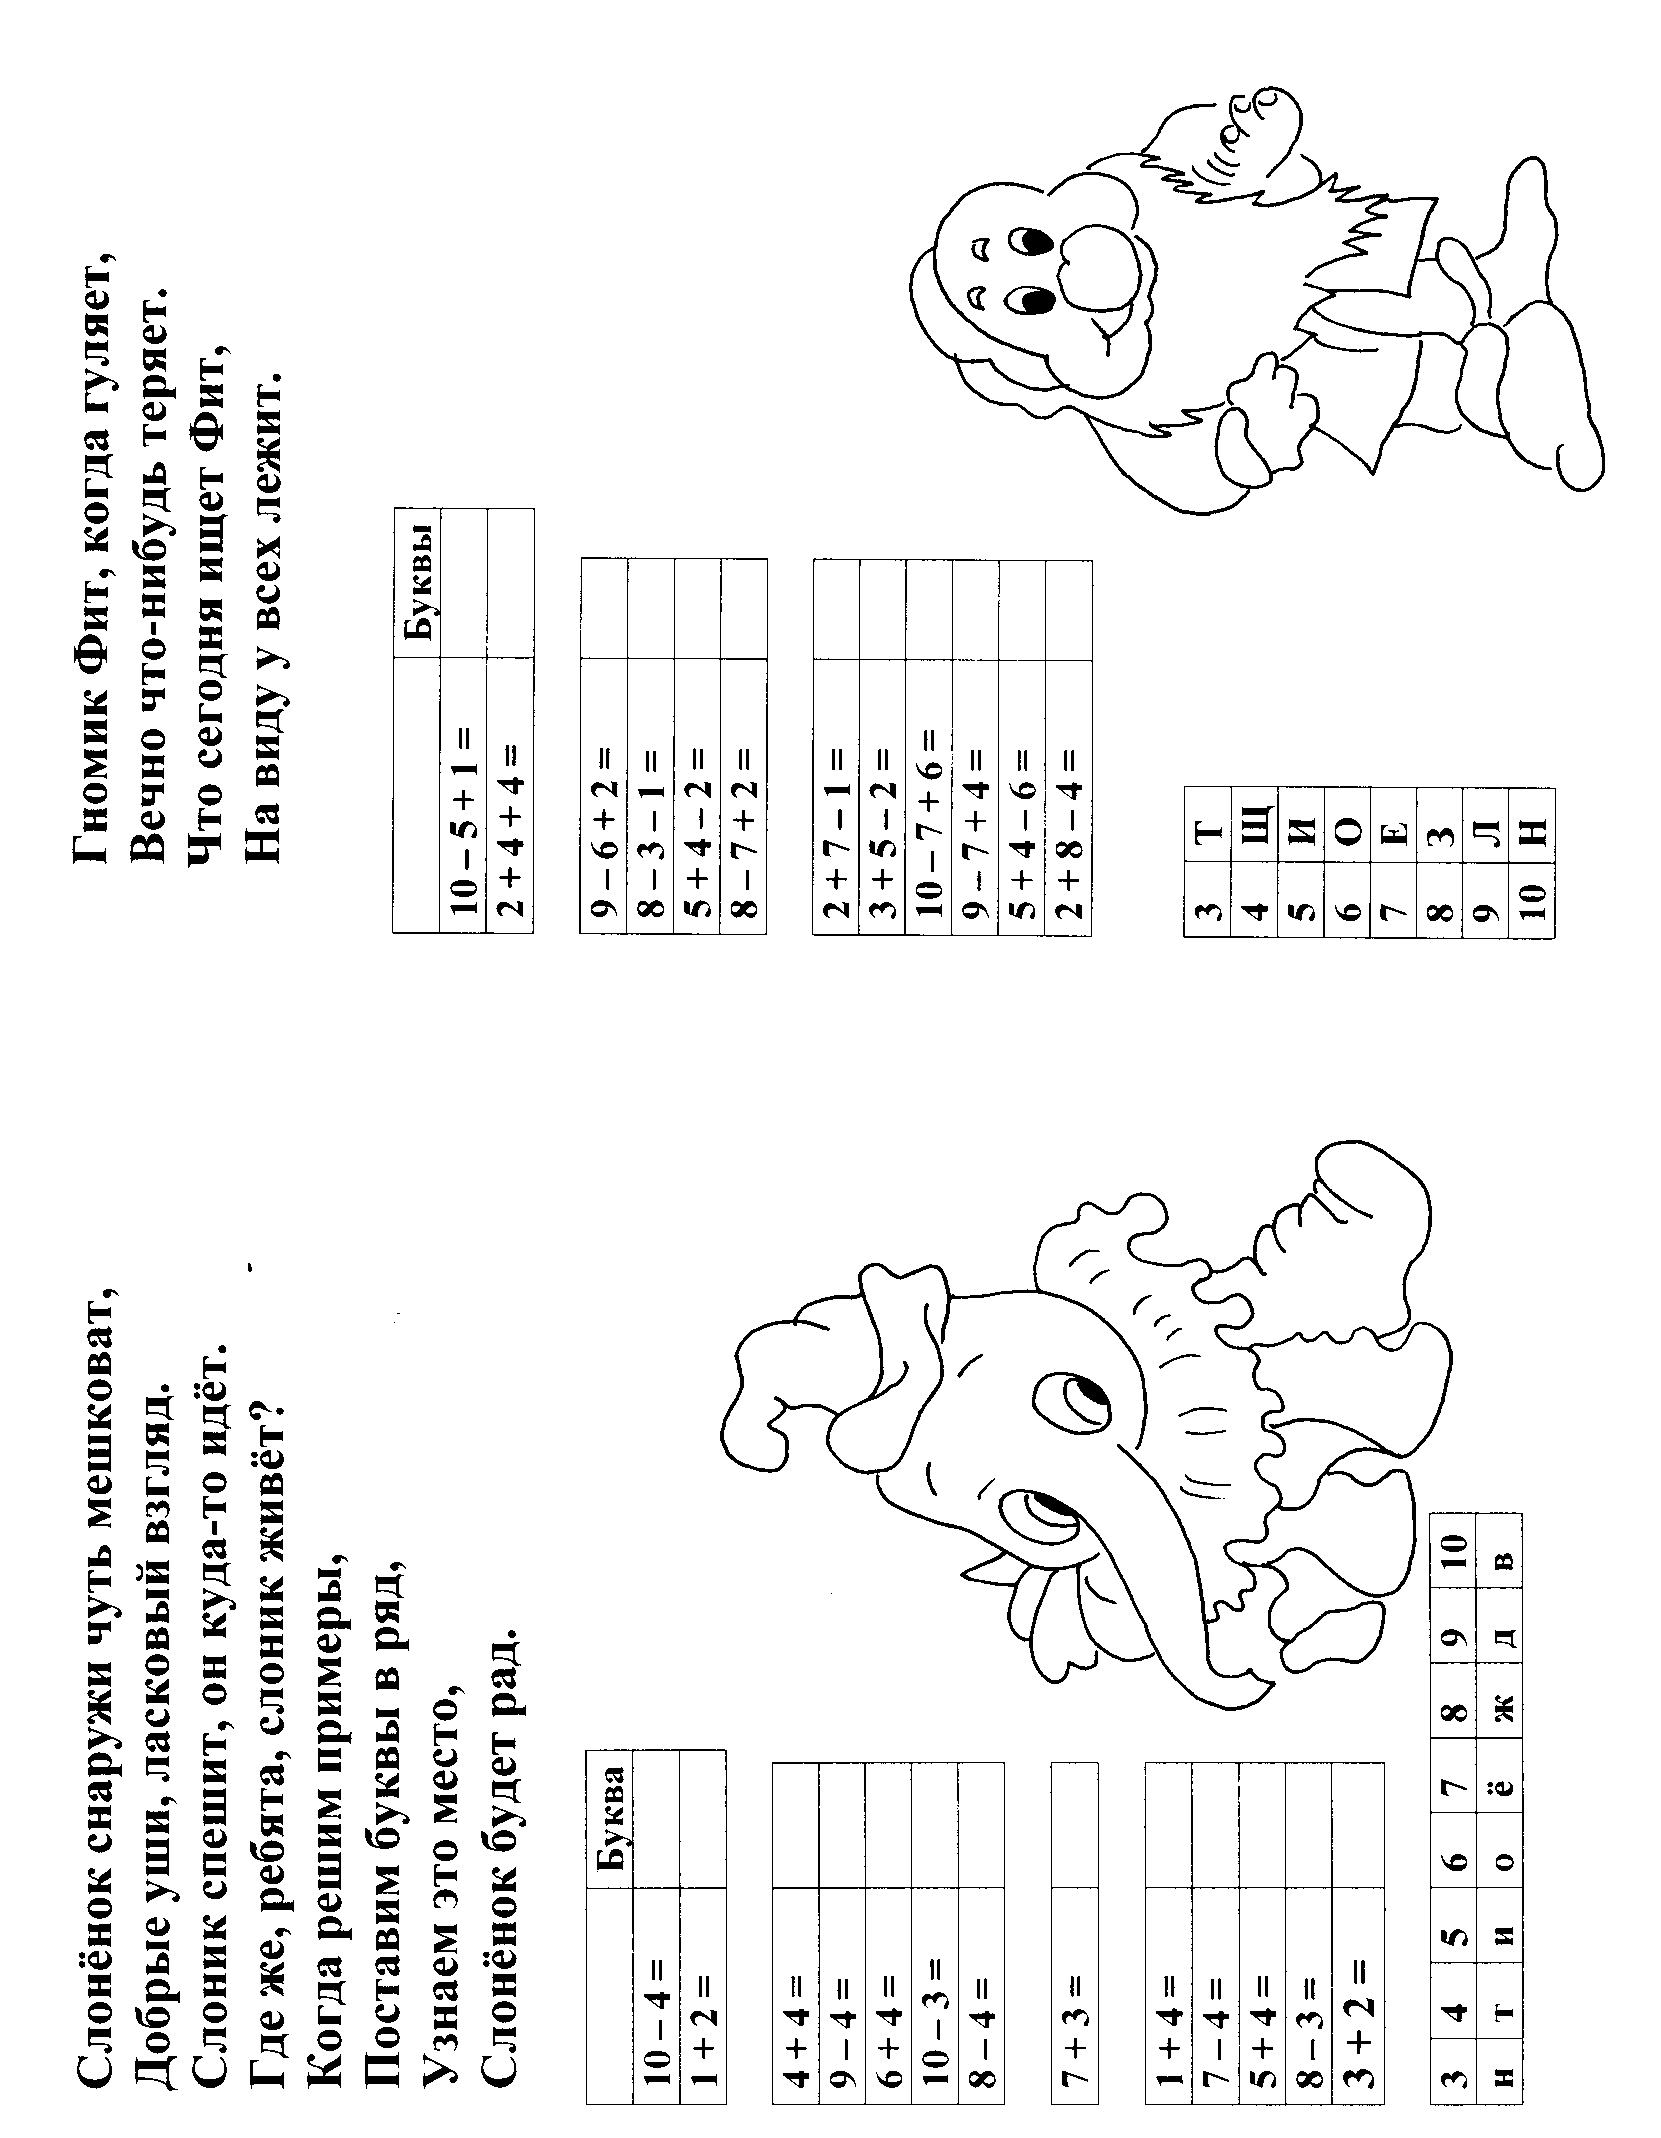 Слонёнок снаружи чуть мешковат,
Добрые уши, ласковый взгляд.
Слоник спешит, он куда-то идёт.
Где же, ребята, слоник живёт?
Когда решим примеры,
Поставим буквы в ряд,
Узнаем это место,
Слонёнок будет рад.
Буква
10 – 4 =
1 + 2 =
4 + 4 =
9 – 4 =
6 + 4 =
10 – 3 =
8 – 4 =
7 + 3 =
1 + 4 =
7 – 4 =
5 + 4 =
8 – 3 =
3 + 2 =
3 4 5 6 7 8 9 10
н т и о ё ж д в
Гномик Фит, когда гуляет,
Вечно что-нибудь теряет.
Что сегодня ищет Фит,
На виду у всех лежит.
Буквы
10 – 5 + 1 =
2 + 4 + 4 =
9 – 6 + 2 =
8 – 3 – 1 =
5 + 4 – 2 =
8 – 7 + 2 =
2 + 7 – 1 =
3 + 5 – 2 =
10 – 7 + 6 =
9 – 7 + 4 =
5 + 4 – 6 =
2 + 8 – 4 =
3 Т
4 Щ
5 И
6 О
7 Е
8 З
9 Л
10 Н